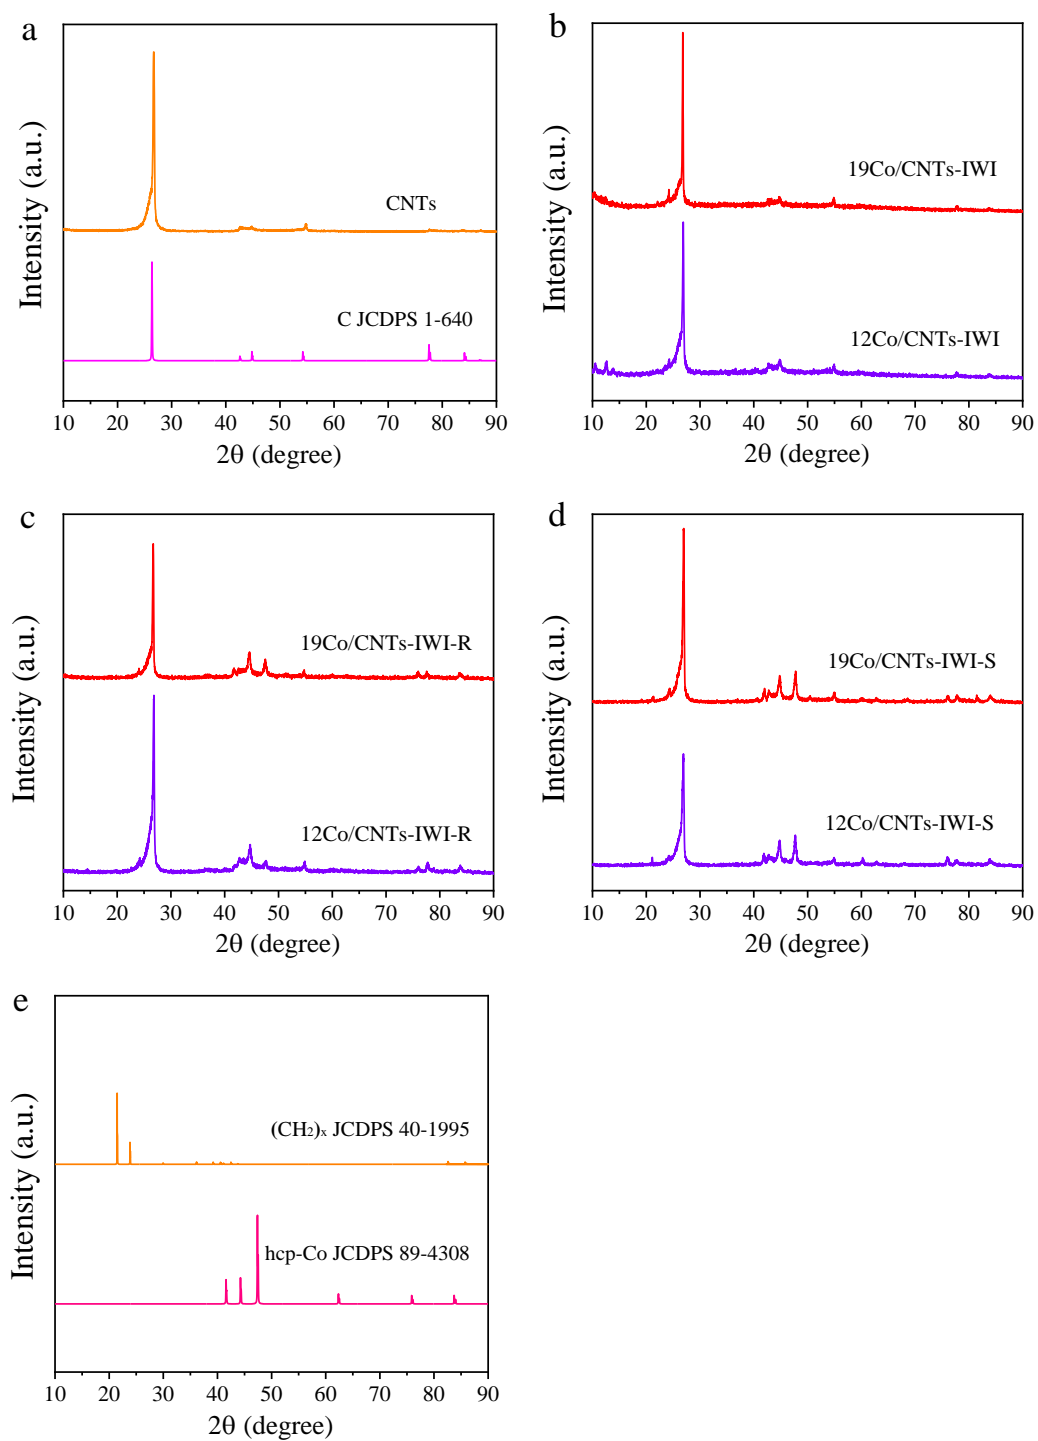 a
Intensity (a.u.)
CNTs
C JCDPS 1-640
10 20 30 40 50 60 70 80 90
2θ (degree)
b
Intensity (a.u.)
19Co/CNTs-IWI
12Co/CNTs-IWI
10 20 30 40 50 60 70 80 90
2θ (degree)
c
Intensity (a.u.)
19Co/CNTs-IWI-R
12Co/CNTs-IWI-R
10 20 30 40 50 60 70 80 90
2θ (degree)
d
Intensity (a.u.)
19Co/CNTs-IWI-S
12Co/CNTs-IWI-S
10 20 30 40 50 60 70 80 90
2θ (degree)
e
Intensity (a.u.)
(CH₂)ₓ JCDPS 40-1995
hcp-Co JCDPS 89-4308
10 20 30 40 50 60 70 80 90
2θ (degree)